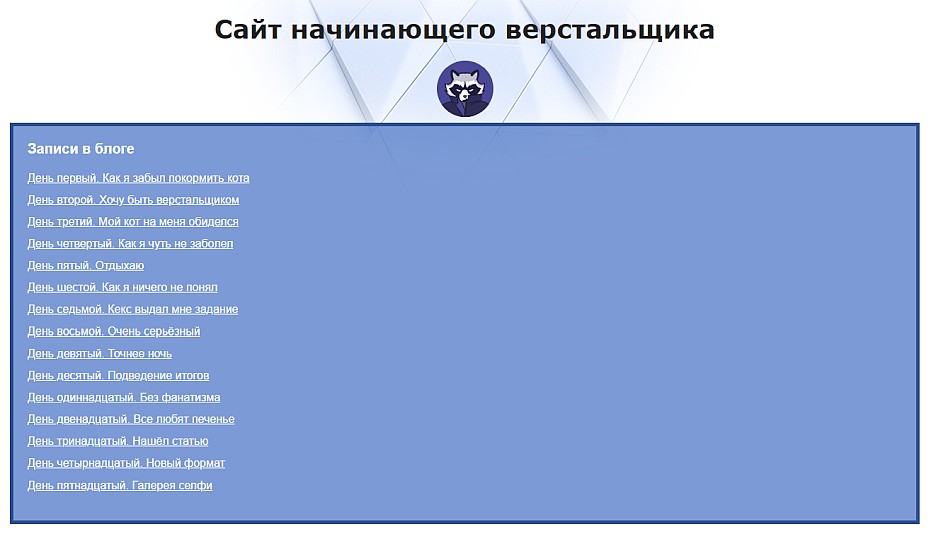 Сайт начинающего верстальщика
Записи в блоге
День первый. Как я забыл покормить кота
День второй. Хочу быть верстальщиком
День третий. Мой кот на меня обиделся
День четвертый. Как я чуть не заболел
День пятый. Отдыхаю
День шестой. Как я ничего не понял
День седьмой. Кекс выдал мне задание
День восьмой. Очень серьёзный
День девятый. Точнее ночь
День десятый. Подведение итогов
День одиннадцатый. Без фанатизма
День двенадцатый. Все любят печенье
День тринадцатый. Нашёл статью
День четырнадцатый. Новый формат
День пятнадцатый. Галерея селфи